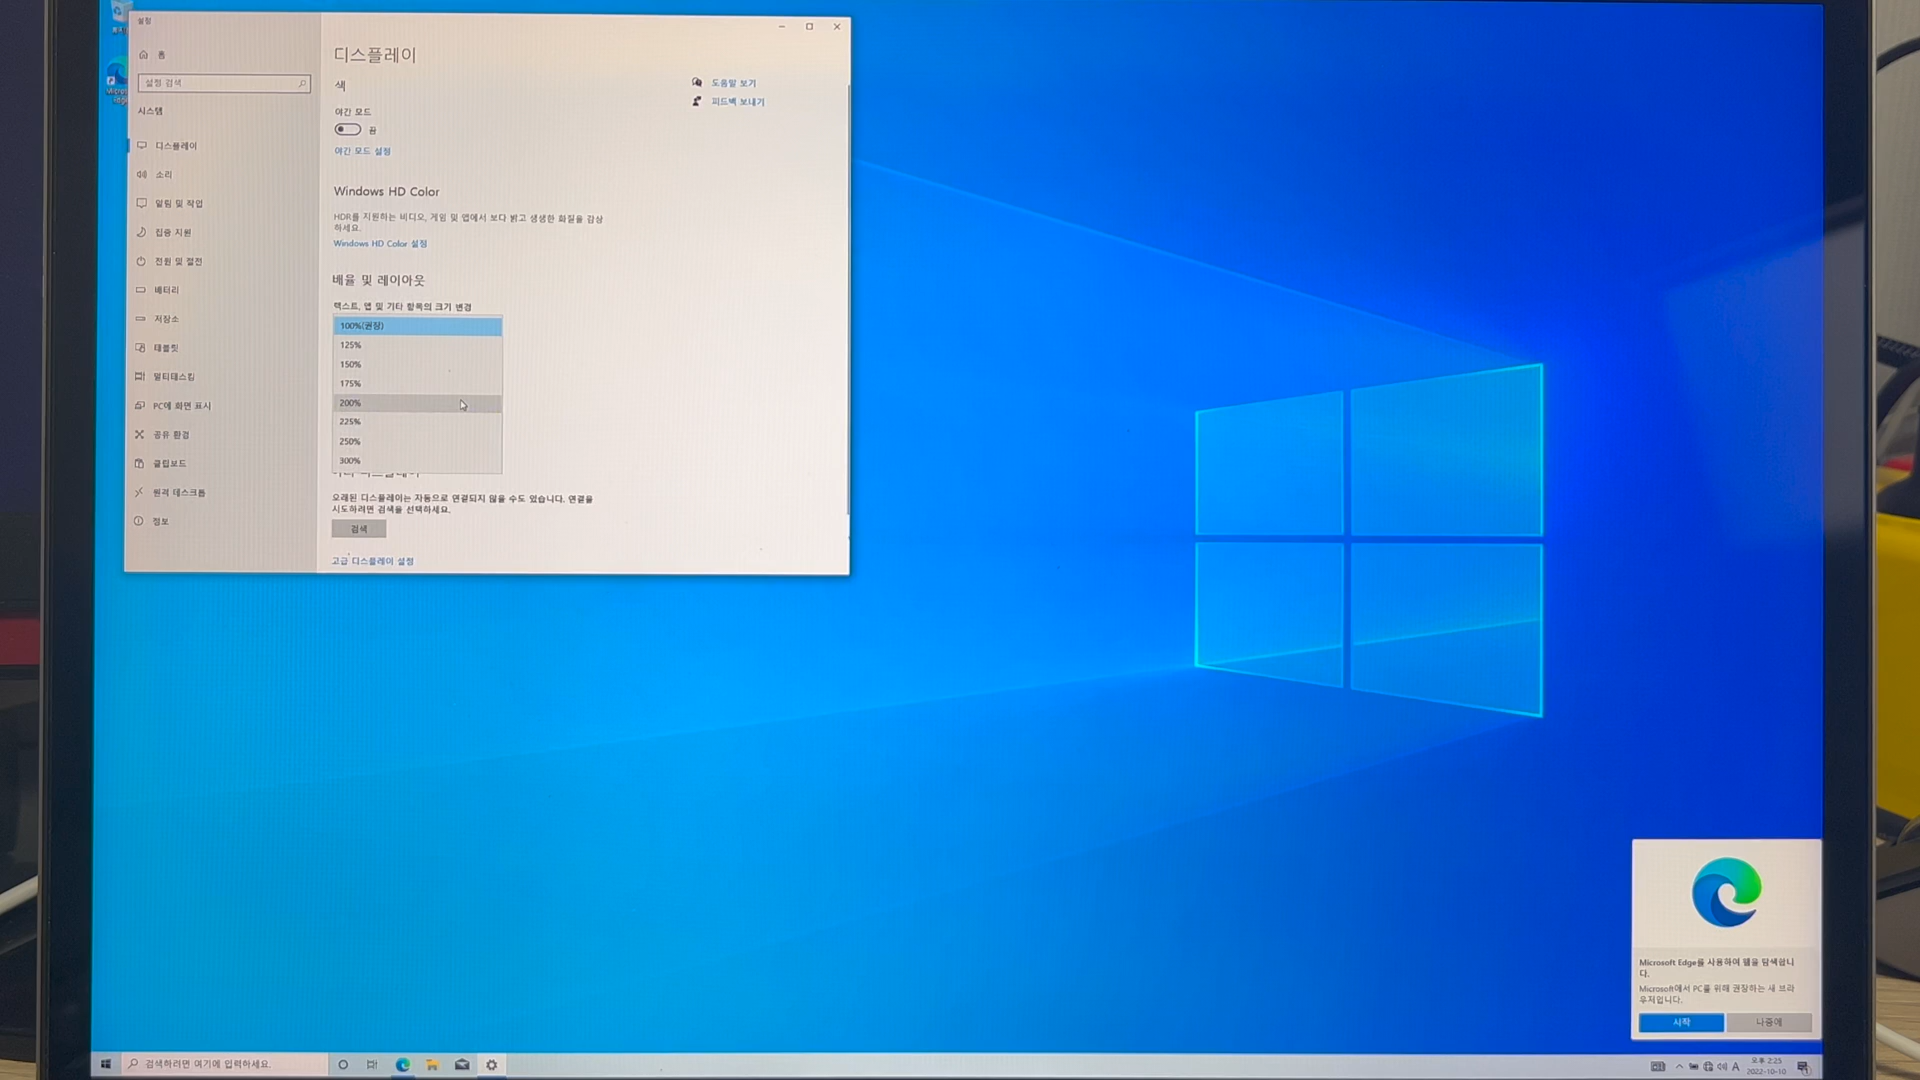 설정
홈
설정 검색
시스템
디스플레이
소리
알림 및 작업
집중 지원
전원 및 절전
배터리
저장소
태블릿
멀티태스킹
PC에 화면 표시
공유 환경
클립보드
원격 데스크톱
정보
디스플레이
색
야간 모드
끔
야간 모드 설정
Windows HD Color
HDR를 지원하는 비디오, 게임 및 앱에서 보다 밝고 생생한 화질을 감상
하세요.
Windows HD Color 설정
배율 및 레이아웃
텍스트, 앱 및 기타 항목의 크기 변경
100%(권장)
125%
150%
175%
200%
225%
250%
300%
오래된 디스플레이는 자동으로 연결되지 않을 수도 있습니다. 연결을
시도하려면 검색을 선택하세요.
검색
고급 디스플레이 설정
도움말 보기
피드백 보내기
Microsoft Edge를 사용하여 웹을 탐색합니
다.
Microsoft에서 PC를 위해 권장하는 새 브라
우저입니다.
시작
나중에
검색하려면 여기에 입력하세요.
A
오후 2:25
2022-10-10